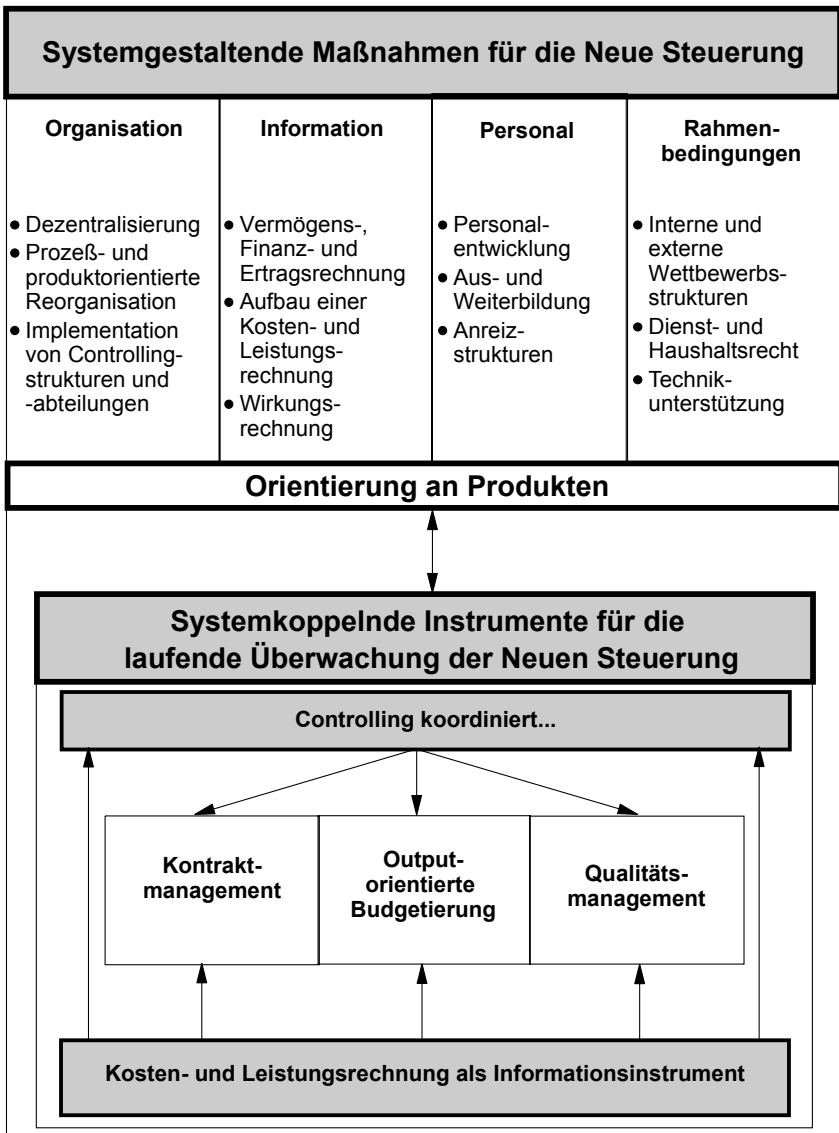 Systemgestaltende Maßnahmen für die Neue Steuerung
Organisation
• Dezentralisierung
• Prozeß- und
produktorientierte
Reorganisation
• Implementation
von Controlling-
strukturen und
-abteilungen
Information
• Vermögens-,
Finanz- und
Ertragsrechnung
• Aufbau einer
Kosten- und
Leistungs-
rechnung
• Wirkungs-
rechnung
Personal
• Personal-
entwicklung
• Aus- und
Weiterbildung
• Anreiz-
strukturen
Rahmen-
bedingungen
• Interne und
externe
Wettbewerbs-
strukturen
• Dienst- und
Haushaltsrecht
• Technik-
unterstützung
Orientierung an Produkten
Systemkoppelnde Instrumente für die
laufende Überwachung der Neuen Steuerung
Controlling koordiniert...
Kontrakt-
management
Output-
orientierte
Budgetierung
Qualitäts-
management
Kosten- und Leistungsrechnung als Informationsinstrument